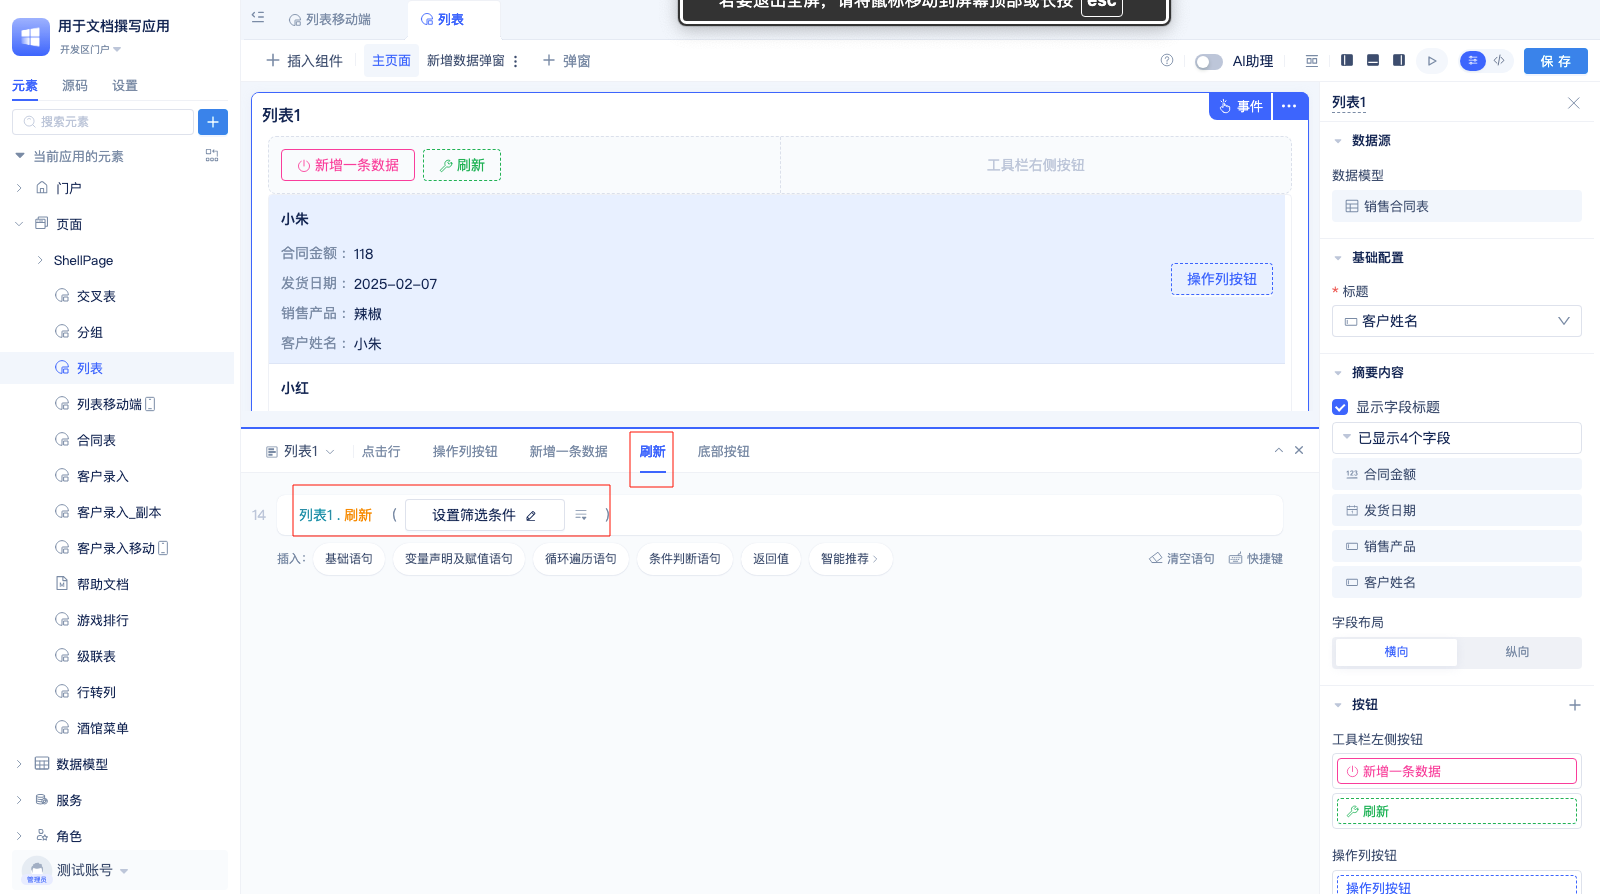 用于文档撰写应用
开发区门户
元素
源码
设置
搜索元素
当前应用的元素
门户
页面
ShellPage
交叉表
分组
列表
列表移动端
合同表
客户录入
客户录入_副本
客户录入移动
帮助文档
游戏排行
级联表
行转列
酒馆菜单
数据模型
服务
角色
测试账号
管理员
列表移动端
列表
若要退出全屏，请将鼠标移动到屏幕顶部或长按 esc
插入组件
主页面
新增数据弹窗
弹窗
AI助理
保 存
列表1
事件
新增一条数据
刷新
工具栏右侧按钮
小朱
合同金额： 118
发货日期： 2025-02-07
销售产品： 辣椒
客户姓名： 小朱
操作列按钮
小红
列表1
点击行
操作列按钮
新增一条数据
刷新
底部按钮
14
列表1 . 刷新 ( 设置筛选条件 )
插入：
基础语句
变量声明及赋值语句
循环遍历语句
条件判断语句
返回值
智能推荐
清空语句
快捷键
列表1
数据源
数据模型
销售合同表
基础配置
* 标题
客户姓名
摘要内容
显示字段标题
已显示4个字段
123 合同金额
发货日期
销售产品
客户姓名
字段布局
横向
纵向
按钮
工具栏左侧按钮
新增一条数据
刷新
操作列按钮
操作列按钮